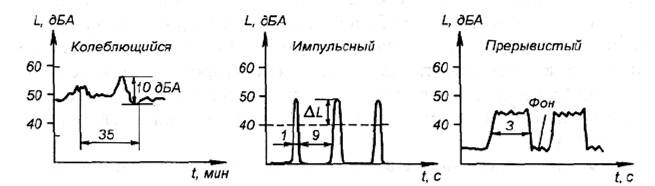 L, дБА
Колеблющийся
60
50
40
10 дБА
35
t, мин
L, дБА
Импульсный
60
50
40
ΔL
1
9
t, с
L, дБА
Прерывистый
60
50
40
Фон
3
t, с